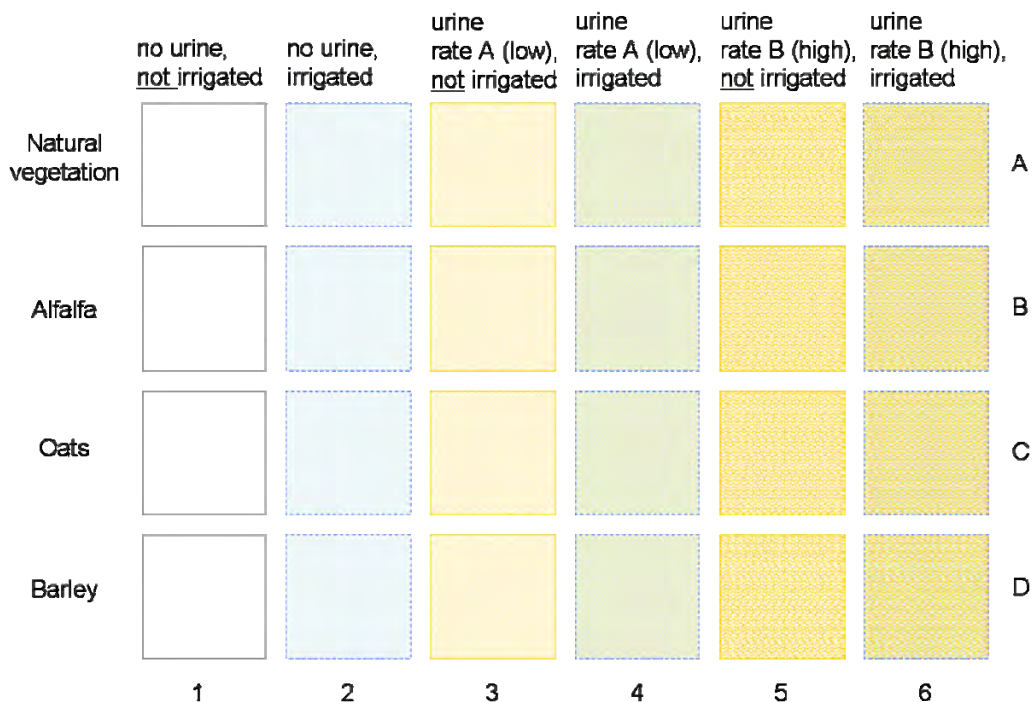 no urine,
not irrigated
no urine,
irrigated
urine
rate A (low),
not irrigated
urine
rate A (low),
irrigated
urine
rate B (high),
not irrigated
urine
rate B (high),
irrigated
Natural
vegetation
A
Alfalfa
B
Oats
C
Barley
D
1
2
3
4
5
6